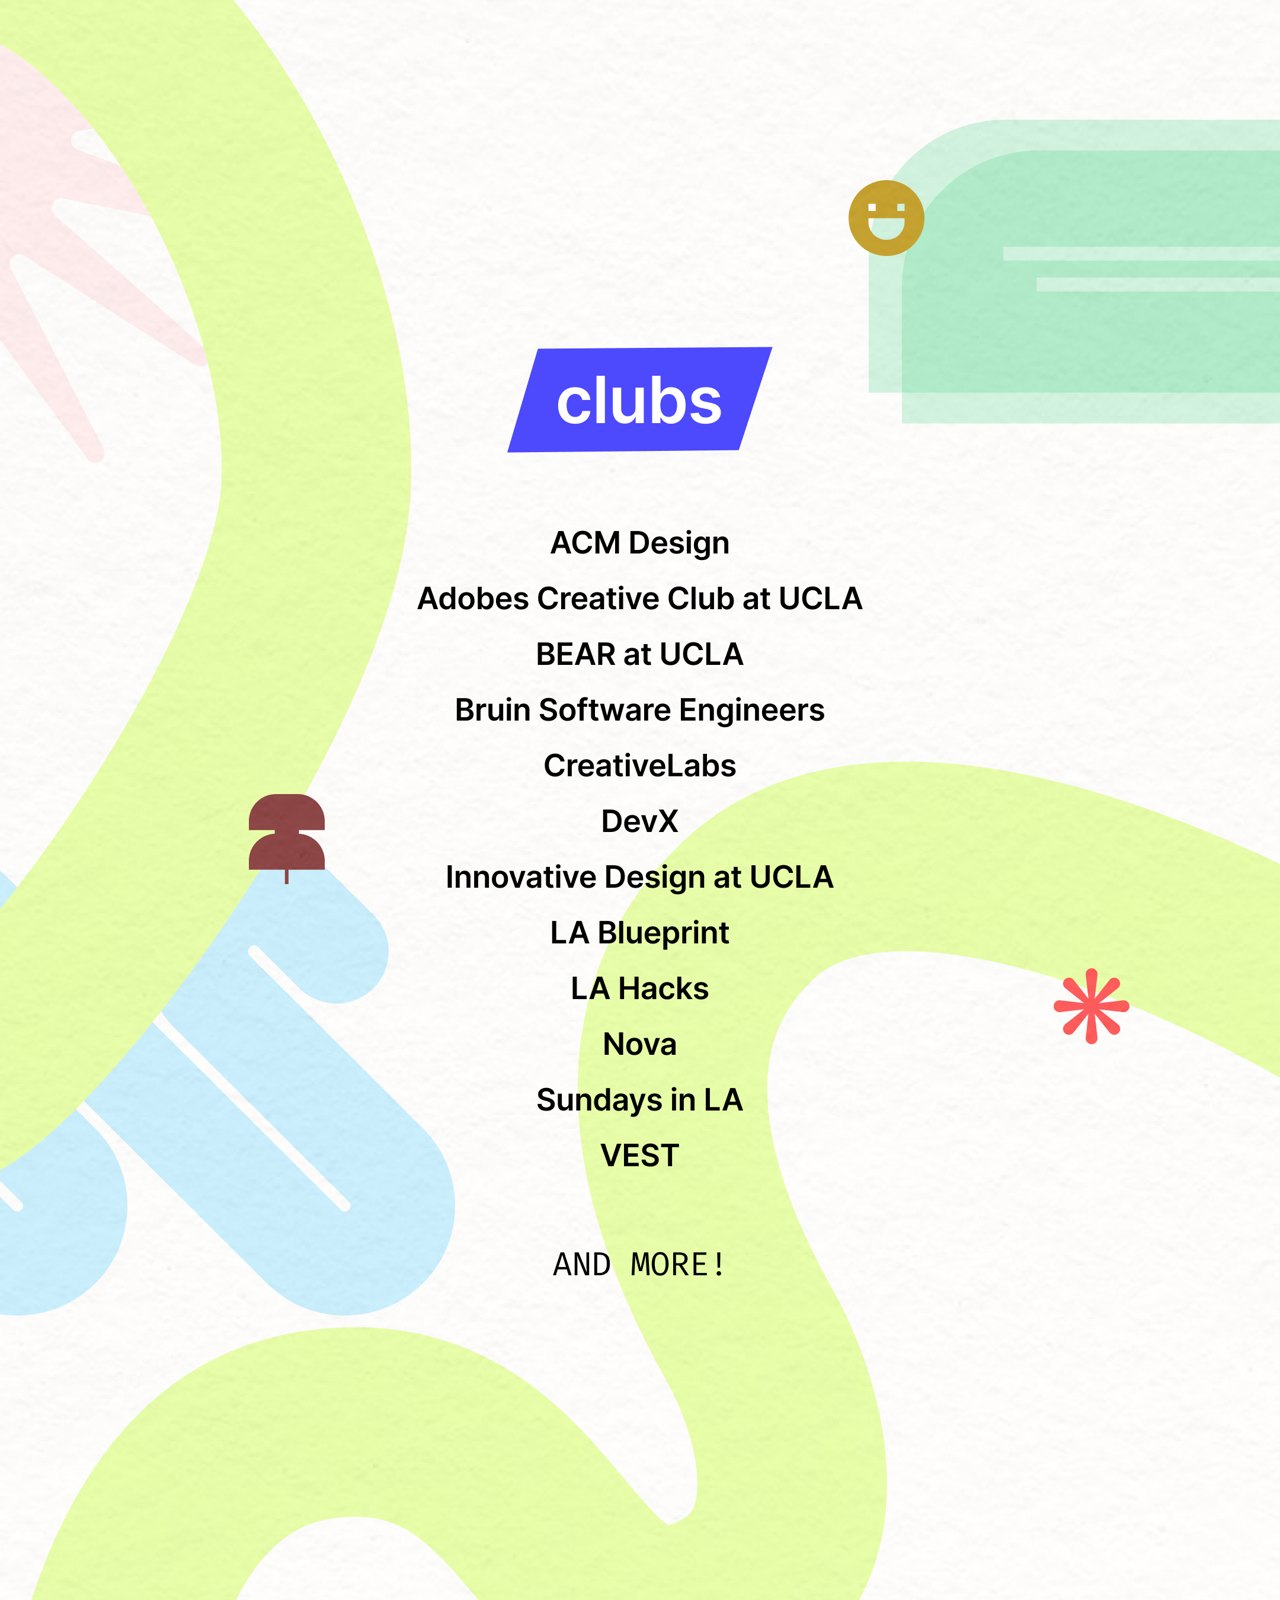 clubs
ACM Design
Adobes Creative Club at UCLA
BEAR at UCLA
Bruin Software Engineers
CreativeLabs
DevX
Innovative Design at UCLA
LA Blueprint
LA Hacks
Nova
Sundays in LA
VEST
AND MORE!